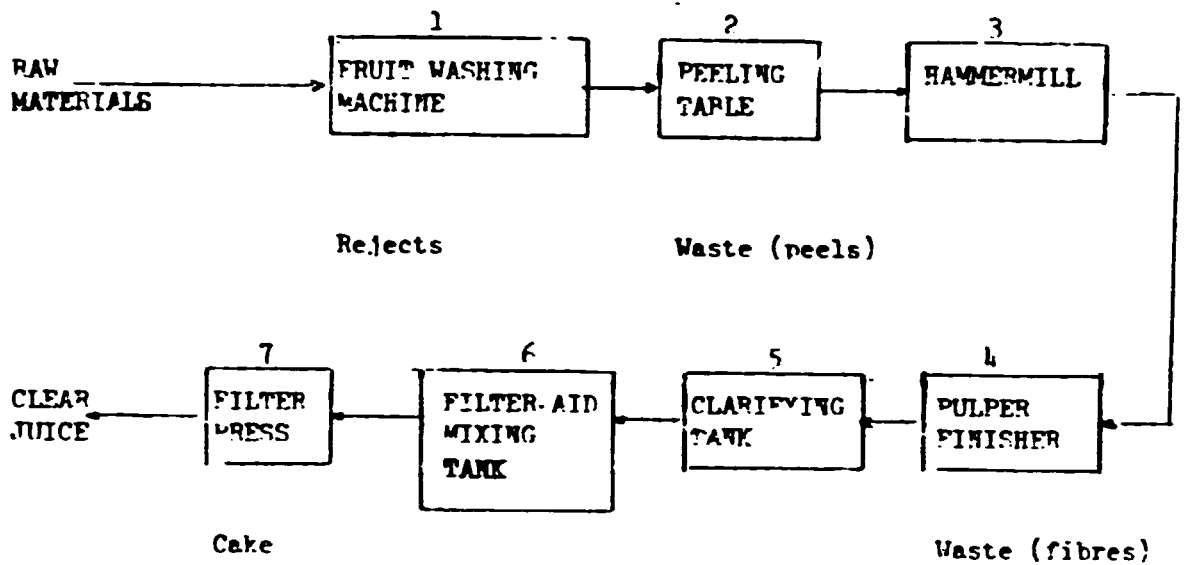 1
2
3
RAW
MATERIALS
FRUIT WASHING
MACHINE
PEELING
TABLE
HAMMERMILL
Rejects
Waste (peels)
7
6
5
4
CLEAR
JUICE
FILTER
PRESS
FILTER-AID
MIXING
TANK
CLARIFYING
TANK
PULPER
FINISHER
Cake
Waste (fibres)